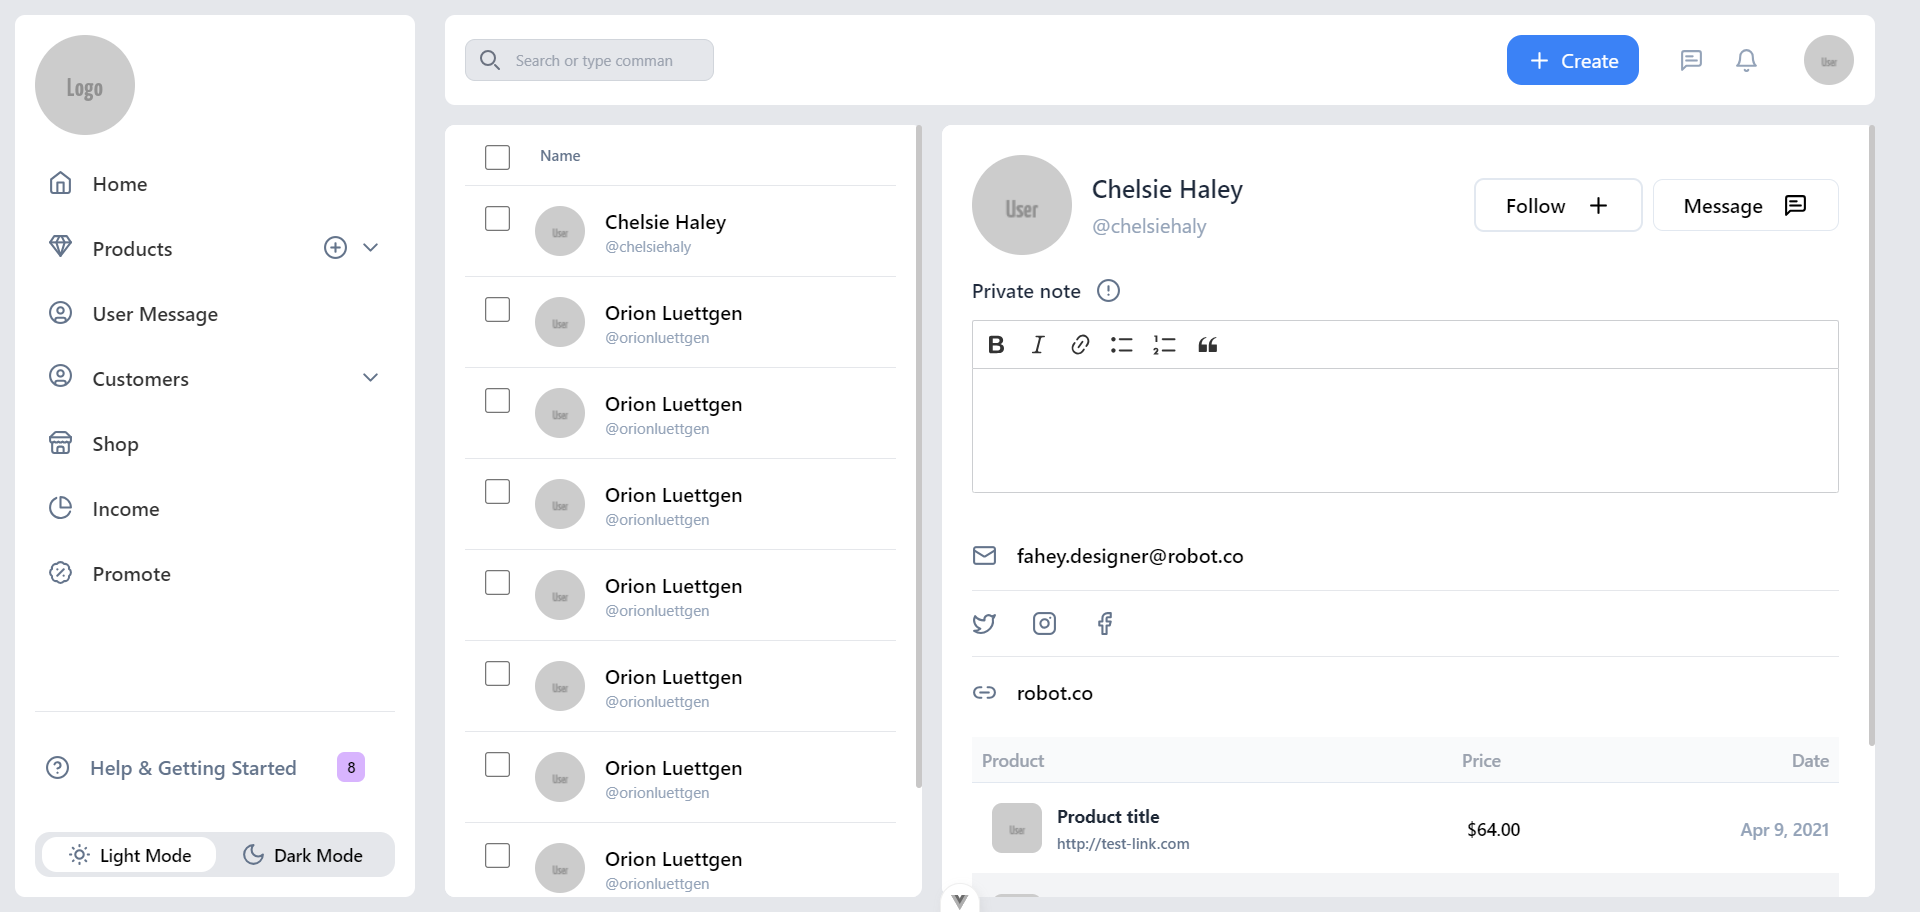 Logo
Home
Products
User Message
Customers
Shop
Income
Promote
Help & Getting Started 8
Light Mode Dark Mode
Search or type comman
Create
User
Name
User
Chelsie Haley
@chelsiehaly
User
Orion Luettgen
@orionluettgen
User
Orion Luettgen
@orionluettgen
User
Orion Luettgen
@orionluettgen
User
Orion Luettgen
@orionluettgen
User
Orion Luettgen
@orionluettgen
User
Orion Luettgen
@orionluettgen
User
Orion Luettgen
@orionluettgen
User
Chelsie Haley
@chelsiehaly
Follow
Message
Private note
fahey.designer@robot.co
robot.co
Product Price Date
User
Product title
http://test-link.com
$64.00
Apr 9, 2021